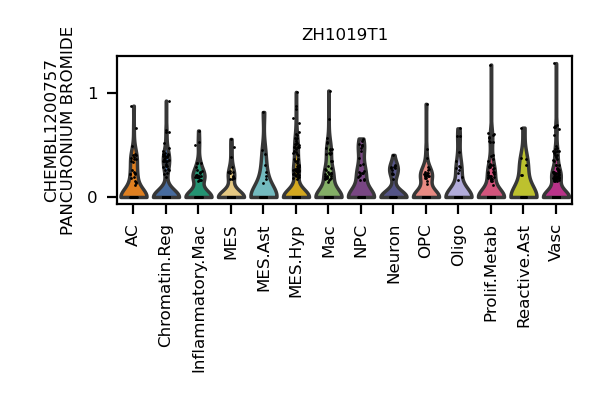 ZH1019T1
CHEMBL1200757
PANCURONIUM BROMIDE
1
0
AC
Chromatin.Reg
Inflammatory.Mac
MES
MES.Ast
MES.Hyp
Mac
NPC
Neuron
OPC
Oligo
Prolif.Metab
Reactive.Ast
Vasc